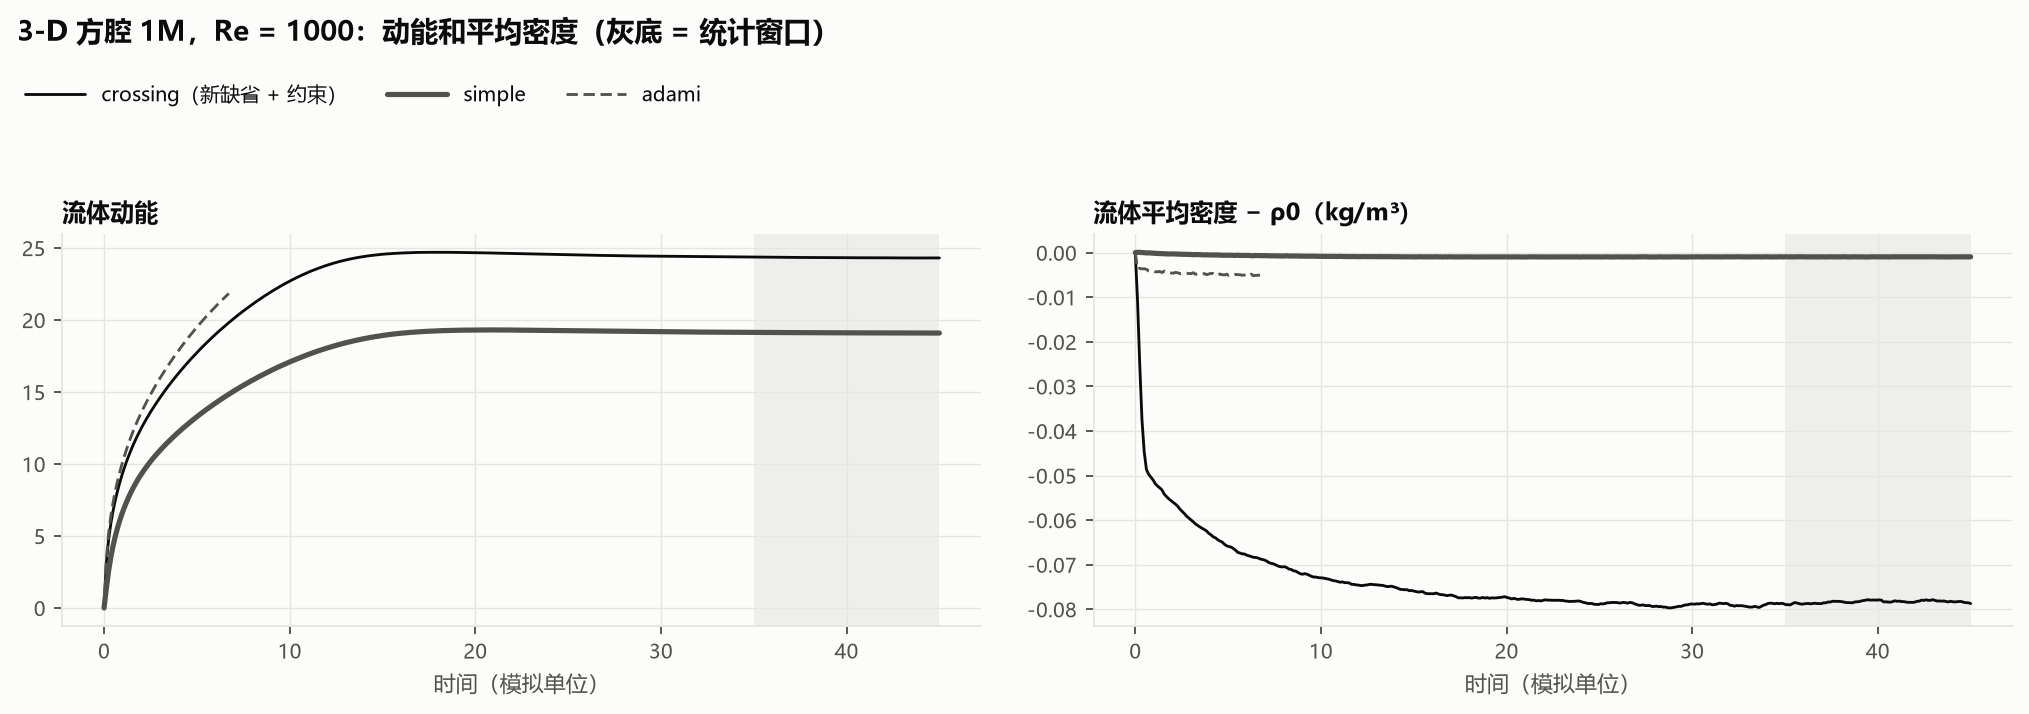 3-D 方腔 1M，Re = 1000：动能和平均密度（灰底 = 统计窗口）
crossing（新缺省 + 约束） simple adami
流体动能
25
20
15
10
5
0
0 10 20 30 40
时间（模拟单位）
流体平均密度 − ρ0（kg/m³）
0.00
-0.01
-0.02
-0.03
-0.04
-0.05
-0.06
-0.07
-0.08
0 10 20 30 40
时间（模拟单位）